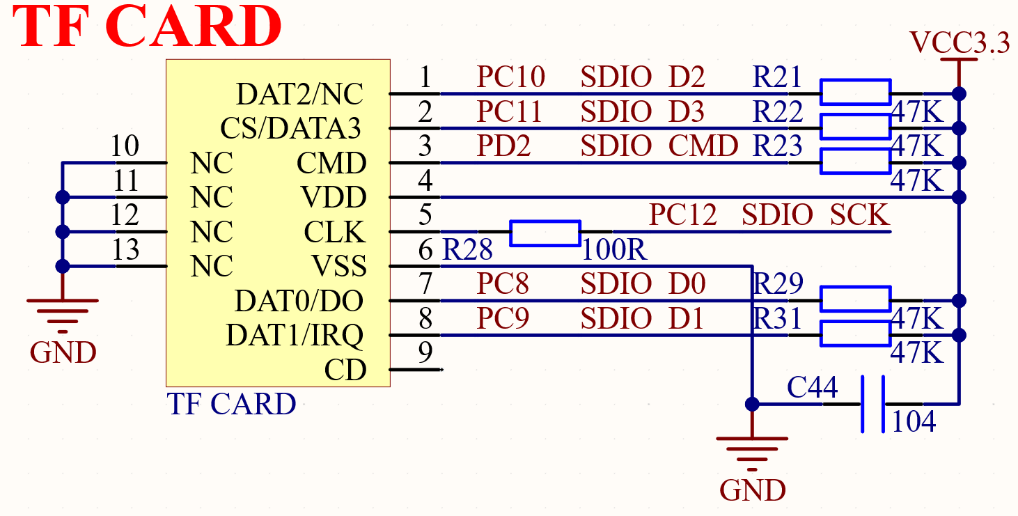 TF CARD
VCC3.3
DAT2/NC 1 PC10 SDIO D2 R21
47K
CS/DATA3 2 PC11 SDIO D3 R22
47K
10 NC CMD 3 PD2 SDIO CMD R23
47K
11 NC VDD 4
12 NC CLK 5 R28 100R PC12 SDIO SCK
13 NC VSS 6
DAT0/DO 7 PC8 SDIO D0 R29
47K
DAT1/IRQ 8 PC9 SDIO D1 R31
47K
CD 9
GND
TF CARD
C44
104
GND